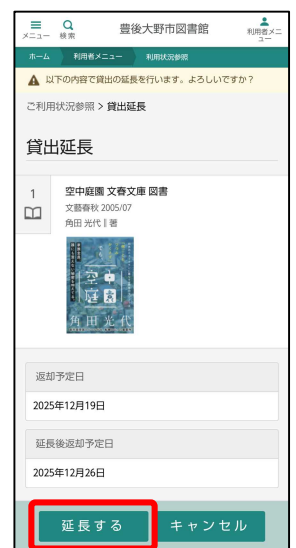 メニュー
検索
豊後大野市図書館
利用者メニ
ュー
ホーム 利用者メニュー 利用状況参照
以下の内容で貸出の延長を行います。よろしいですか?
ご利用状況参照 > 貸出延長
貸出延長
1
空中庭園 文春文庫 図書
文藝春秋 2005/07
角田 光代∥著
空中
庭園
角田光代
返却予定日
2025年12月19日
延長後返却予定日
2025年12月26日
延長する
キャンセル